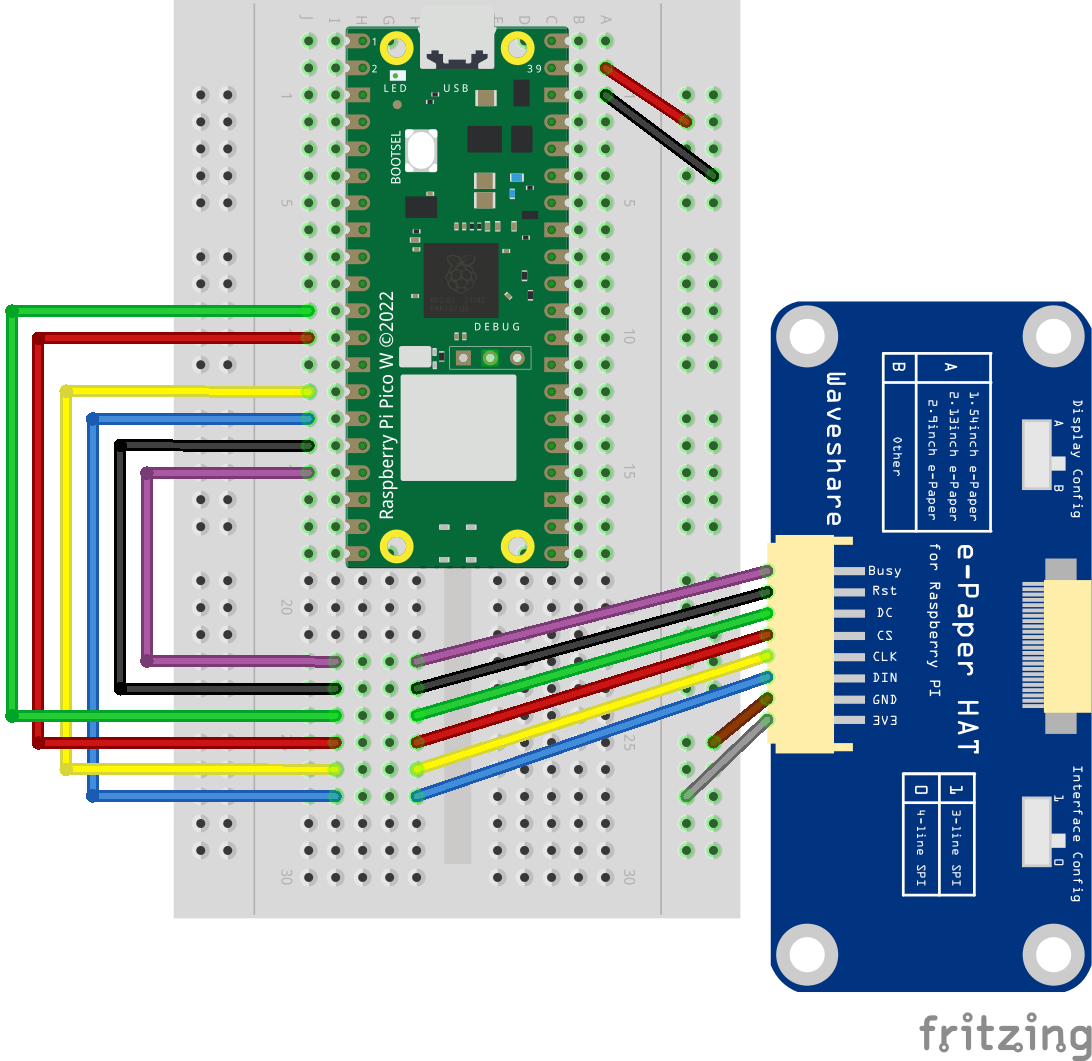 J I H G F E D C B A
1
2
39
LED
USB
BOOTSEL
1
1
5
5
DEBUG
10
Raspberry Pi Pico W ©2022
15
20
25
30
30
Waveshare
A
B
1.54inch e-Paper
2.13inch e-Paper
2.9inch e-Paper
Other
Display Config
A
B
e-Paper HAT
for Raspberry PI
Busy
Rst
DC
CS
CLK
DIN
GND
3V3
1
0
3-line SPI
4-line SPI
Interface Config
1
0
fritzing